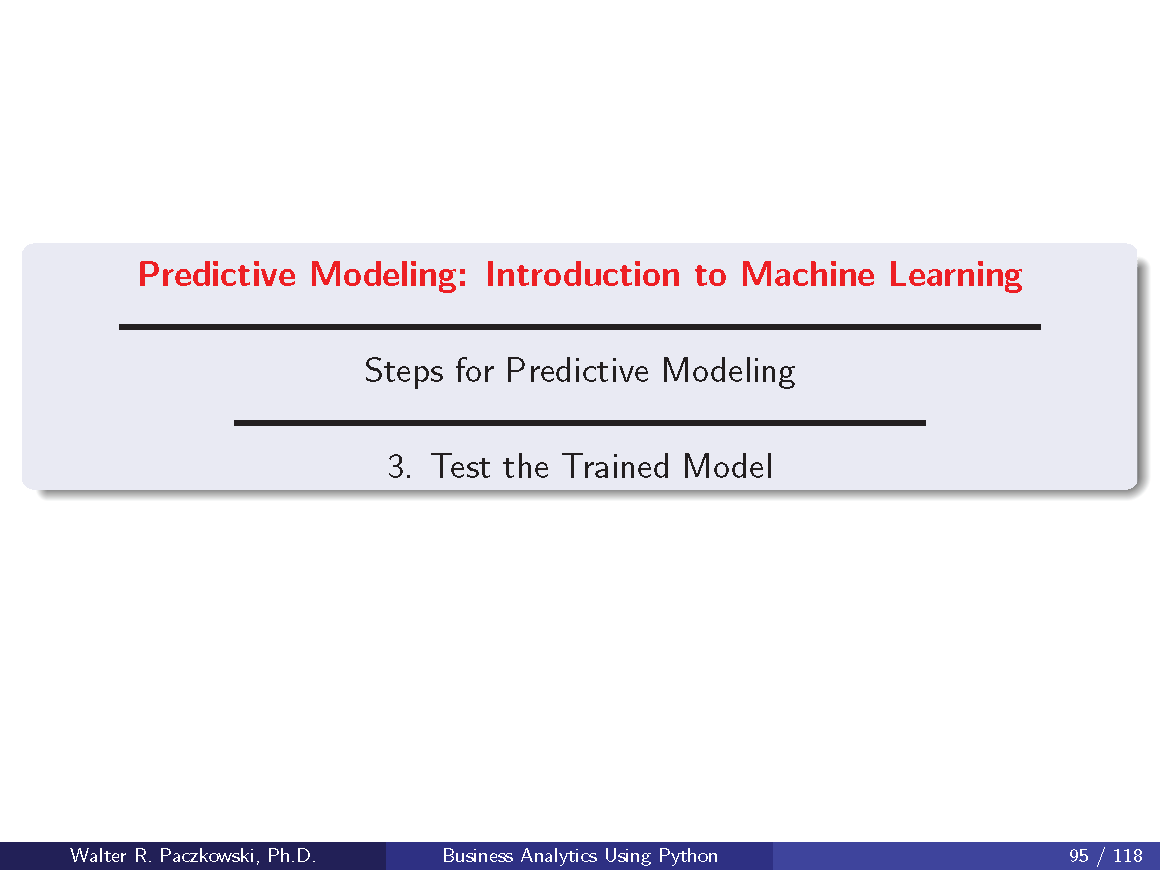 Predictive Modeling: Introduction to Machine Learning
Steps for Predictive Modeling
3. Test the Trained Model
Walter R. Paczkowski, Ph.D.
Business Analytics Using Python
95 / 118